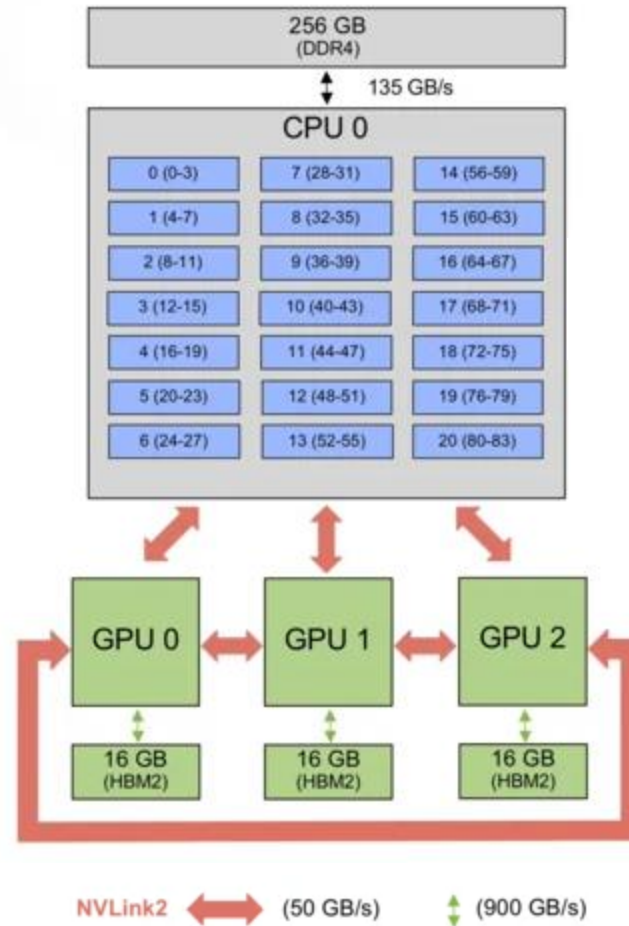 256 GB
(DDR4)
135 GB/s
CPU 0
0 (0-3)
7 (28-31)
14 (56-59)
1 (4-7)
8 (32-35)
15 (60-63)
2 (8-11)
9 (36-39)
16 (64-67)
3 (12-15)
10 (40-43)
17 (68-71)
4 (16-19)
11 (44-47)
18 (72-75)
5 (20-23)
12 (48-51)
19 (76-79)
6 (24-27)
13 (52-55)
20 (80-83)
GPU 0
GPU 1
GPU 2
16 GB
(HBM2)
16 GB
(HBM2)
16 GB
(HBM2)
NVLink2
(50 GB/s)
(900 GB/s)